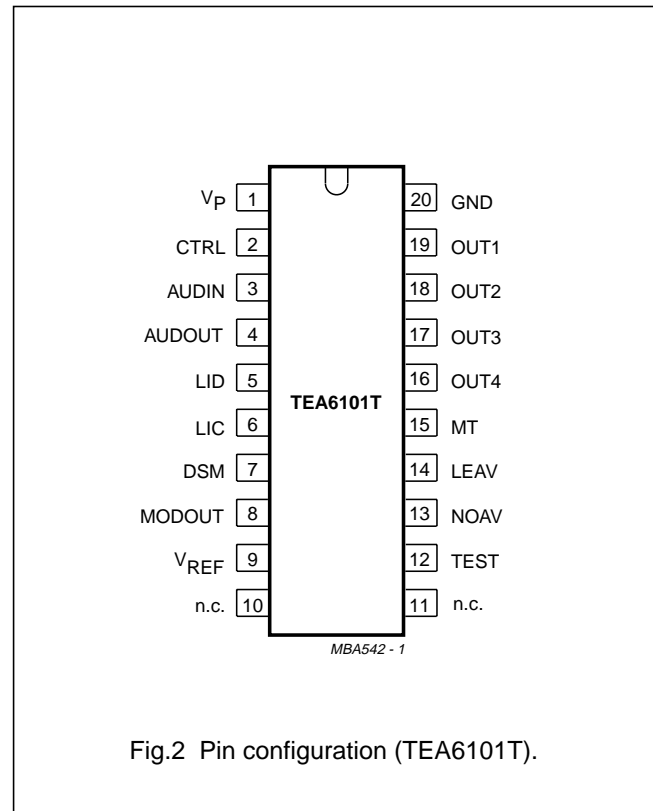 VP 1 20 GND
CTRL 2 19 OUT1
AUDIN 3 18 OUT2
AUDOUT 4 17 OUT3
LID 5 16 OUT4
TEA6101T
LIC 6 15 MT
DSM 7 14 LEAV
MODOUT 8 13 NOAV
VREF 9 12 TEST
n.c. 10 11 n.c.
MBA542 - 1
Fig.2 Pin configuration (TEA6101T).